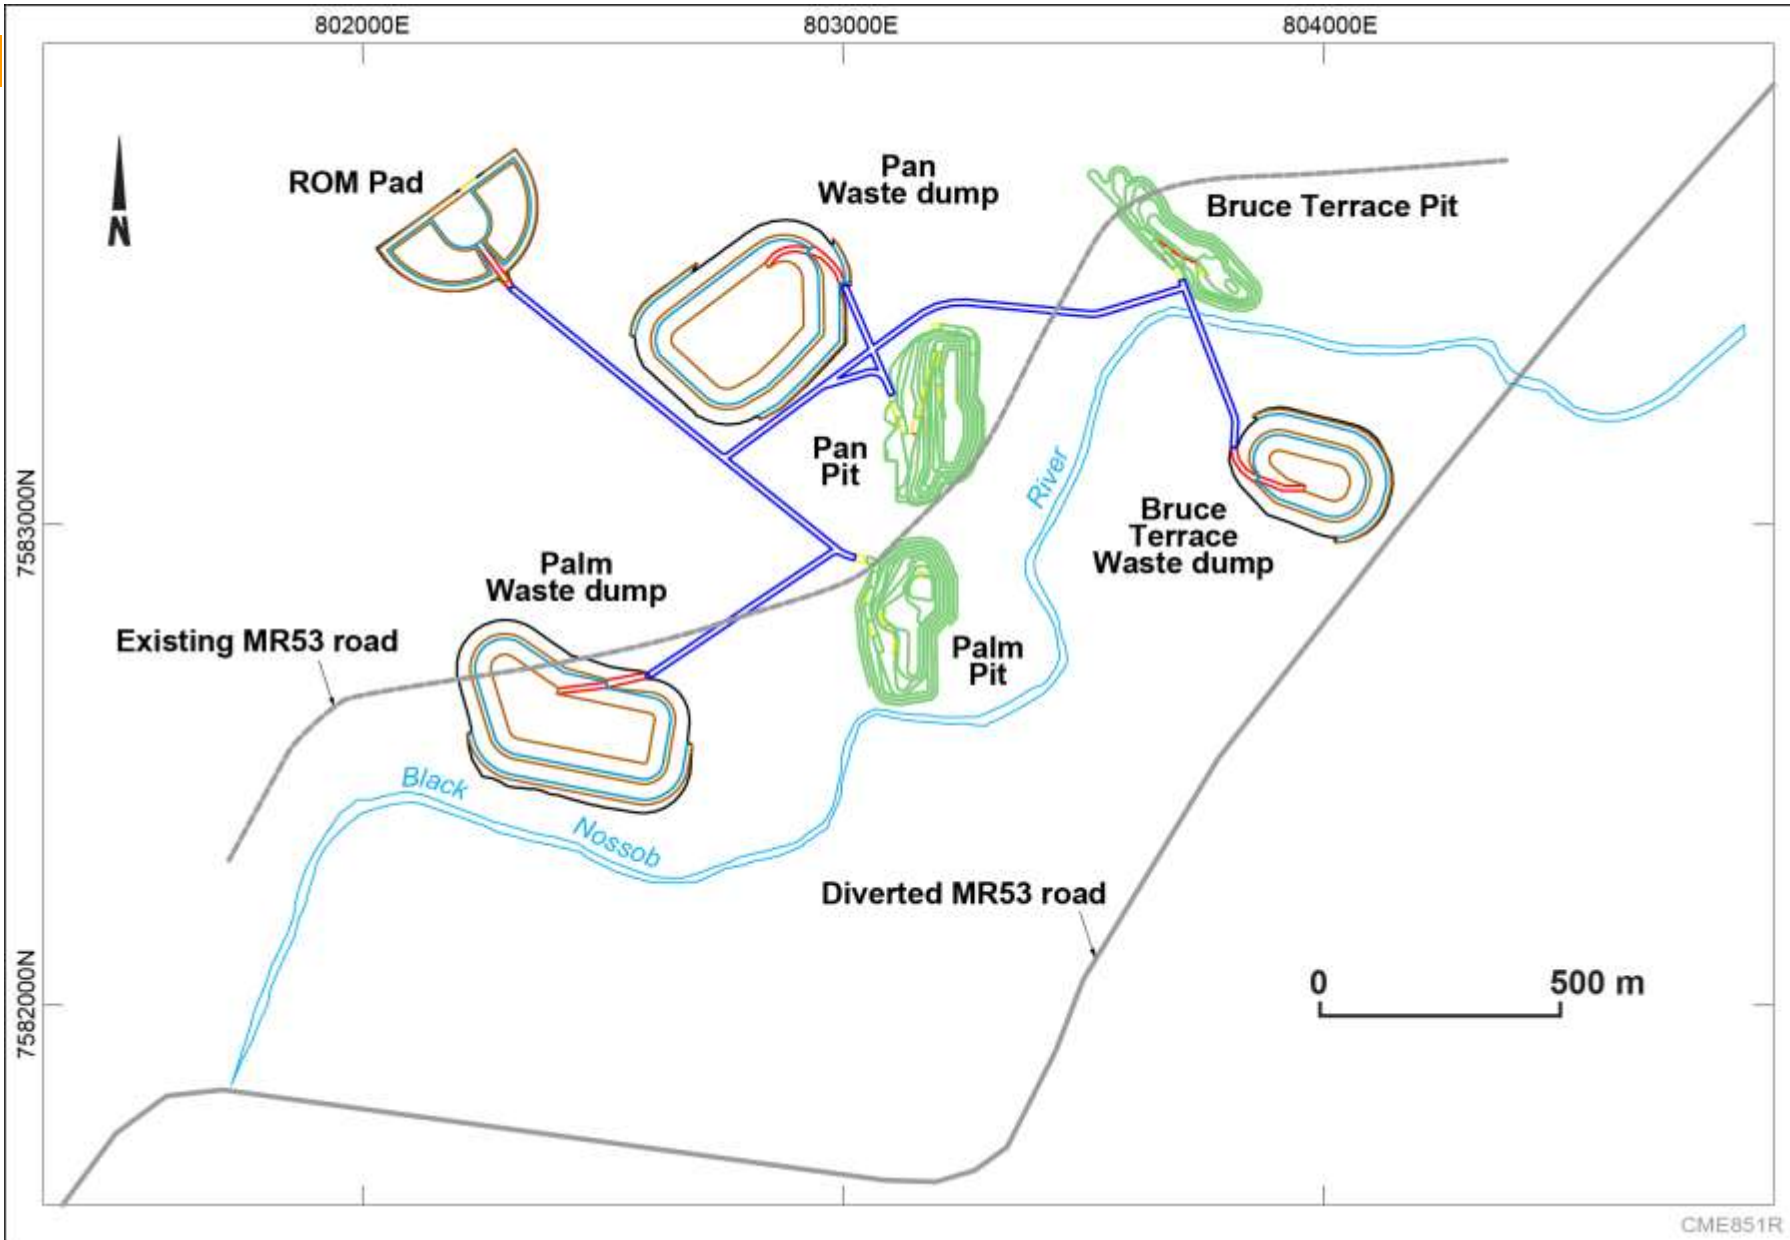 802000E
803000E
804000E
Pan
Waste dump
ROM Pad
Bruce Terrace Pit
N
Pan
Pit
River
7583000N
Bruce
Terrace
Waste dump
Palm
Waste dump
Existing MR53 road
Palm
Pit
Black
Nossob
Diverted MR53 road
7582000N
0
500 m
CME851R